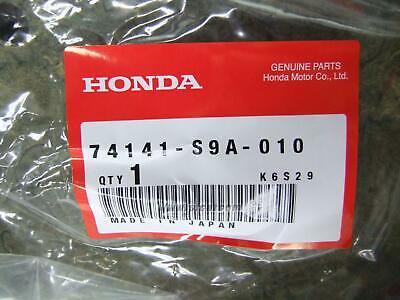 GENUINE PARTS
HONDA Honda Motor Co., Ltd.
74141-S9A-010
QTY 1 K6S29
MADE IN JAPAN